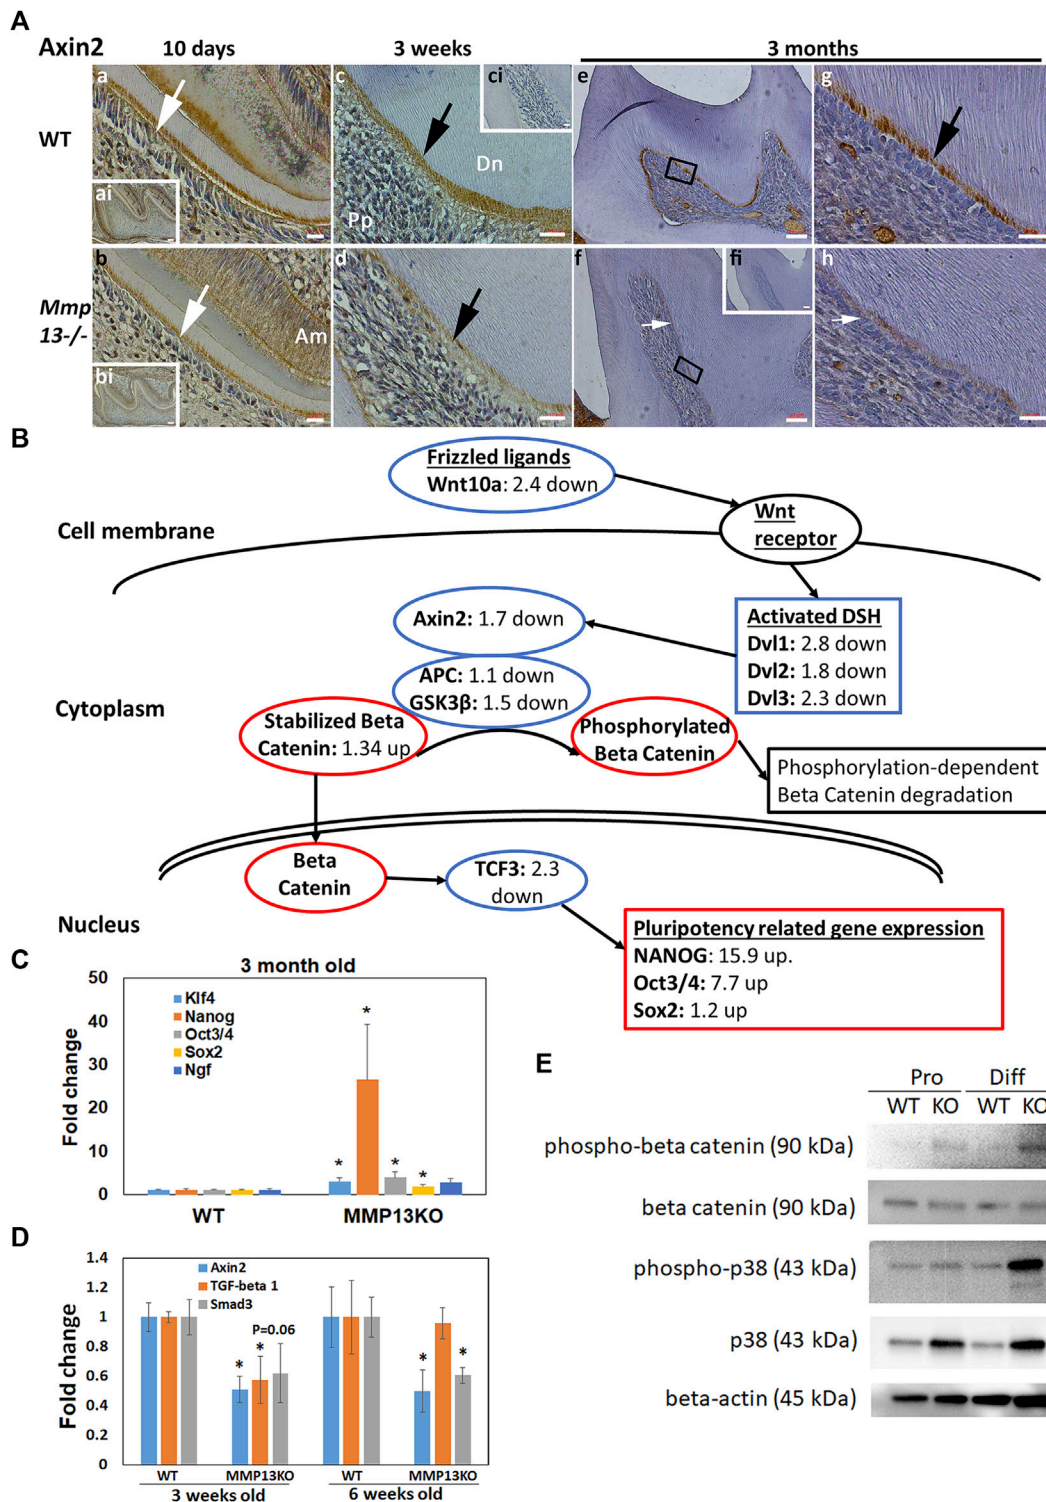 A
Axin2 10 days 3 weeks 3 months
a c ci e g
WT
Dn
ai Pp
b d f fi h
Mmp
13-/-
Am
bi
B
Frizzled ligands
Wnt10a: 2.4 down
Wnt
receptor
Cell membrane
Axin2: 1.7 down
Activated DSH
Dvl1: 2.8 down
Dvl2: 1.8 down
Dvl3: 2.3 down
APC: 1.1 down
GSK3β: 1.5 down
Cytoplasm
Stabilized Beta
Catenin: 1.34 up
Phosphorylated
Beta Catenin
Phosphorylation-dependent
Beta Catenin degradation
Beta
Catenin
TCF3: 2.3
down
Nucleus
Pluripotency related gene expression
NANOG: 15.9 up.
Oct3/4: 7.7 up
Sox2: 1.2 up
C
3 month old
Fold change
50
40
30
20
10
0
Klf4
Nanog
Oct3/4
Sox2
Ngf
* * * *
WT MMP13KO
D
Fold change
1.4
1.2
1
0.8
0.6
0.4
0.2
0
Axin2
TGF-beta 1
Smad3
P=0.06
* * * *
WT MMP13KO WT MMP13KO
3 weeks old 6 weeks old
E
Pro Diff
WT KO WT KO
phospho-beta catenin (90 kDa)
beta catenin (90 kDa)
phospho-p38 (43 kDa)
p38 (43 kDa)
beta-actin (45 kDa)